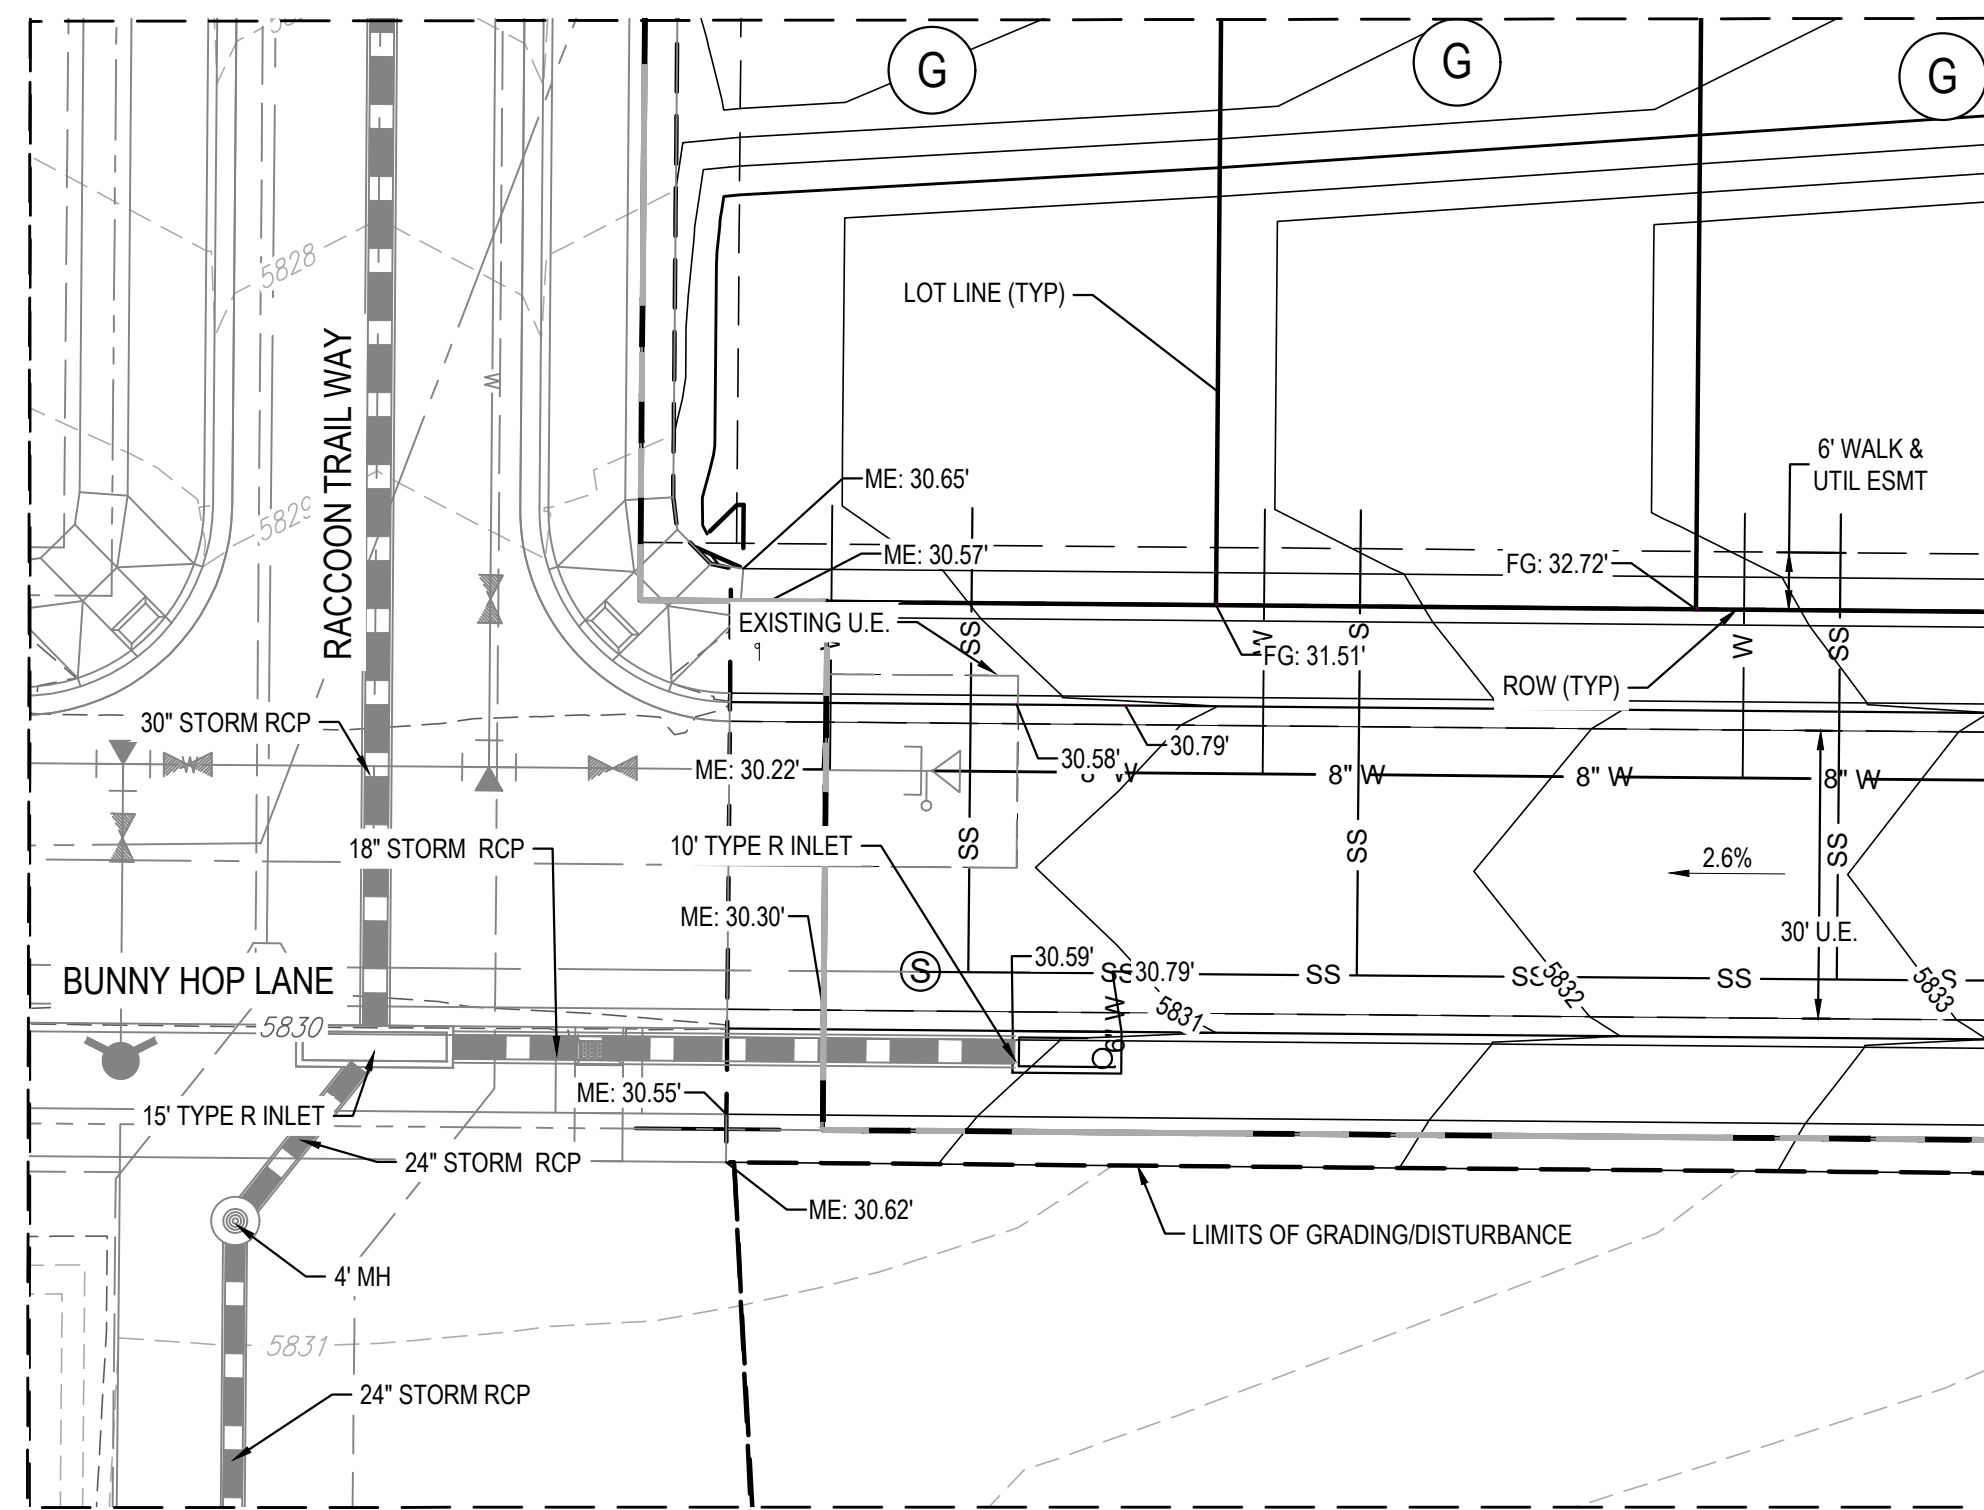 G
G
G
5828
LOT LINE (TYP)
RACCOON TRAIL WAY
W
5829
ME: 30.65'
6' WALK &
UTIL ESMT
ME: 30.57'
FG: 32.72'
EXISTING U.E.
SS
W
S
FG: 31.51'
W
SS
ROW (TYP)
30" STORM RCP
30.79'
30.58'
W
ME: 30.22'
8" W
8" W
8" W
8" W
18" STORM RCP
10' TYPE R INLET
SS
SS
SS
2.6%
ME: 30.30'
30' U.E.
30.59'
BUNNY HOP LANE
S
SS
30.79'
SS
SS
SS
SS
5832
5833
6" W
5831
5830
ME: 30.55'
15' TYPE R INLET
24" STORM RCP
ME: 30.62'
LIMITS OF GRADING/DISTURBANCE
4' MH
5831
24" STORM RCP